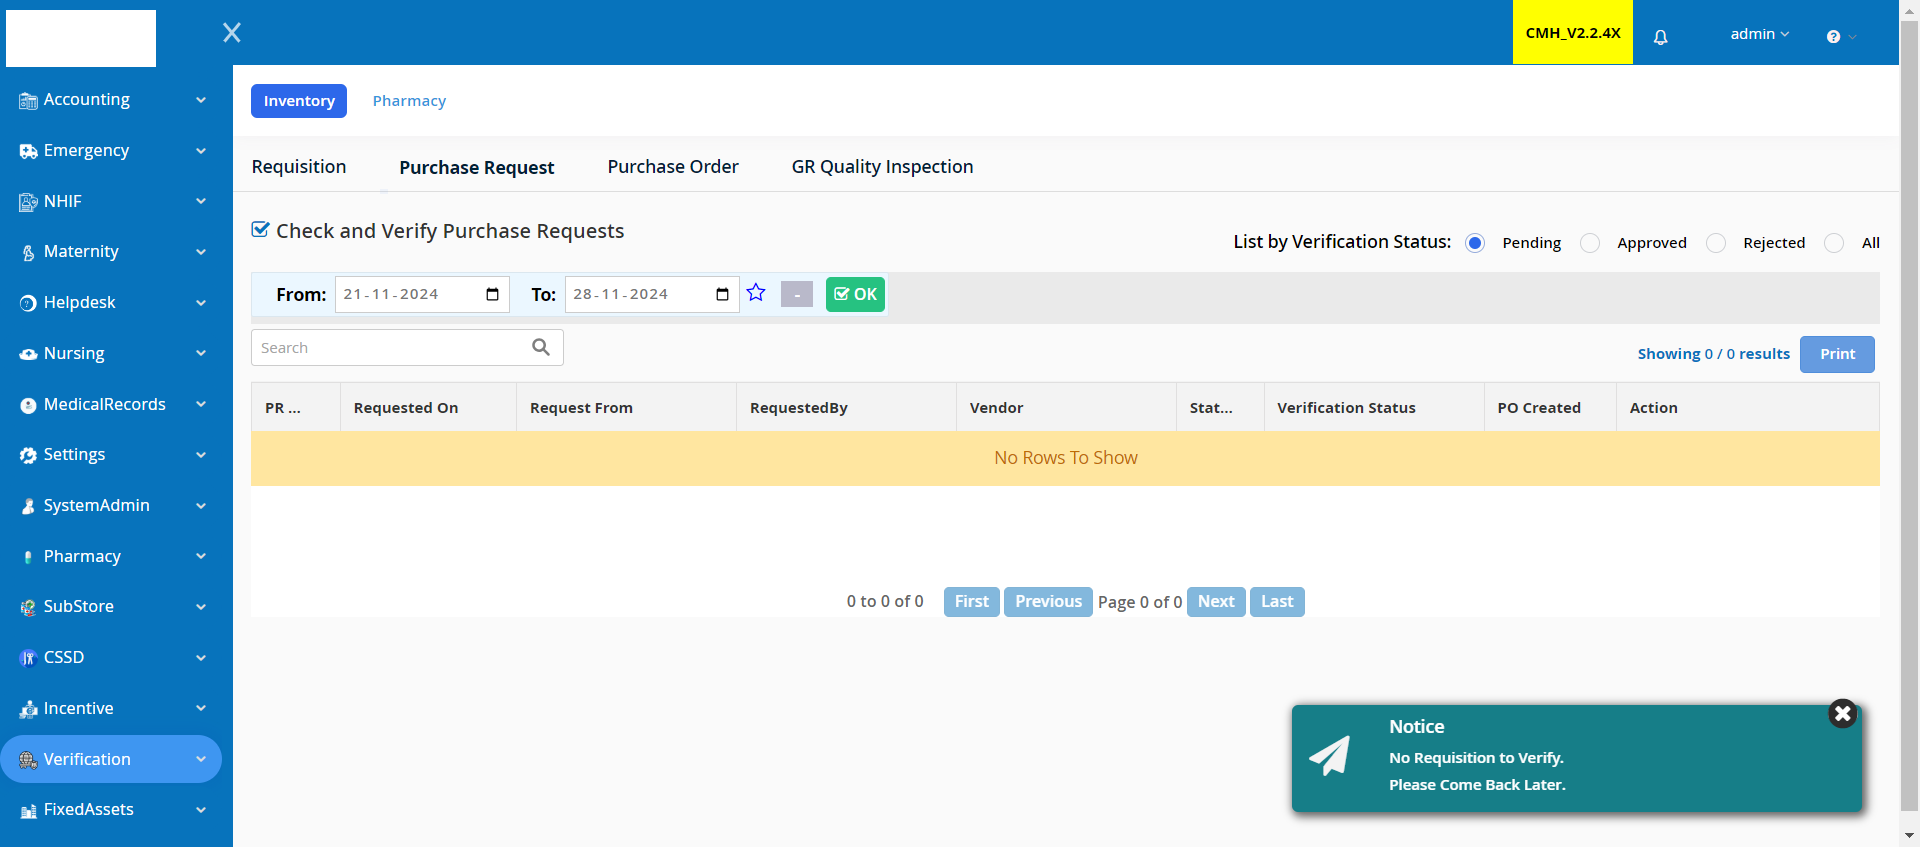 CMH_V2.2.4X
admin
Accounting
Emergency
NHIF
Maternity
Helpdesk
Nursing
MedicalRecords
Settings
SystemAdmin
Pharmacy
SubStore
CSSD
Incentive
Verification
FixedAssets
Inventory Pharmacy
Requisition Purchase Request Purchase Order GR Quality Inspection
Check and Verify Purchase Requests
List by Verification Status: Pending Approved Rejected All
From: 21-11-2024 To: 28-11-2024 - OK
Search
Showing 0 / 0 results Print
PR ... Requested On Request From RequestedBy Vendor Stat... Verification Status PO Created Action
No Rows To Show
0 to 0 of 0 First Previous Page 0 of 0 Next Last
Notice
No Requisition to Verify.
Please Come Back Later.